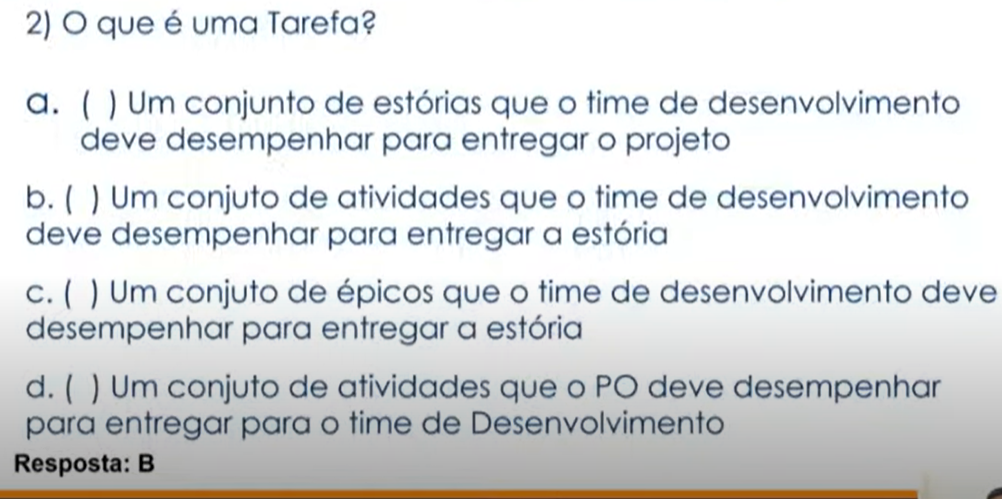 2) O que é uma Tarefa?
a. ( ) Um conjunto de estórias que o time de desenvolvimento
deve desempenhar para entregar o projeto
b. ( ) Um conjuto de atividades que o time de desenvolvimento
deve desempenhar para entregar a estória
c. ( ) Um conjuto de épicos que o time de desenvolvimento deve
desempenhar para entregar a estória
d. ( ) Um conjuto de atividades que o PO deve desempenhar
para entregar para o time de Desenvolvimento
Resposta: B